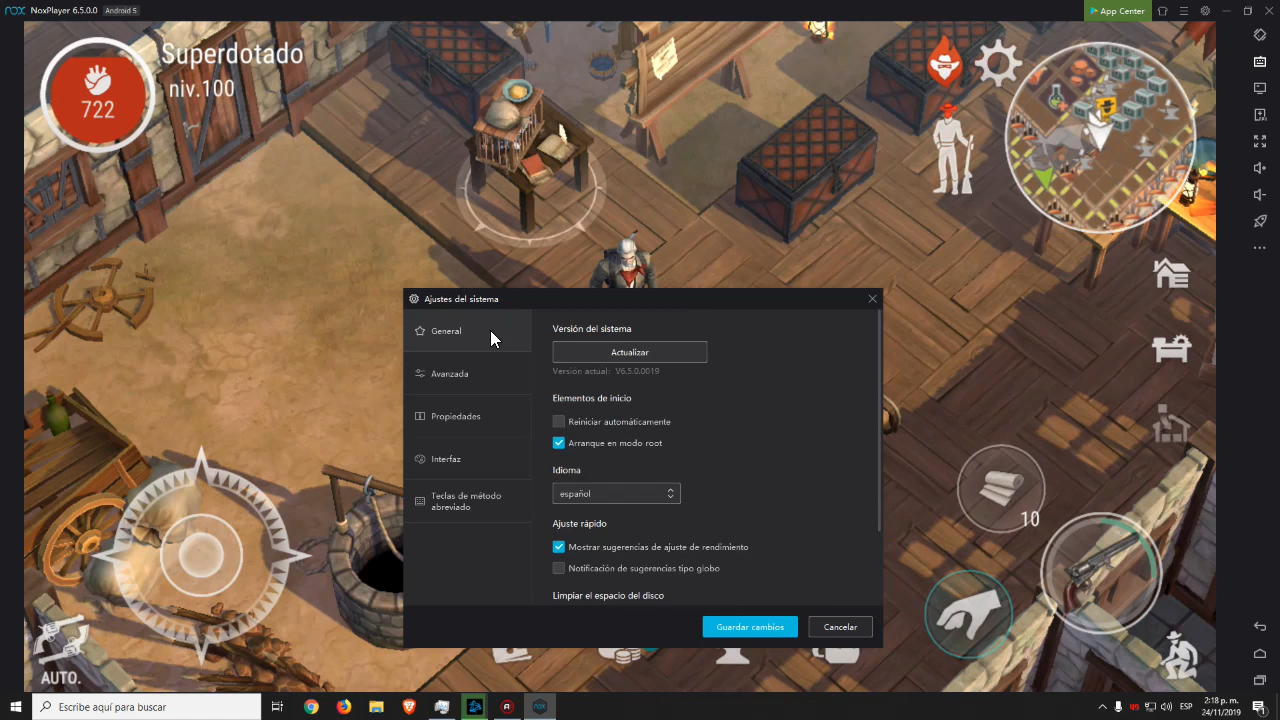 nox NoxPlayer 6.5.0.0 Android 5
App Center
Superdotado
niv.100
722
Ajustes del sistema
General
Avanzada
Propiedades
Interfaz
Teclas de método
abreviado
Versión del sistema
Actualizar
Versión actual: V6.5.0.0019
Elementos de inicio
Reiniciar automáticamente
Arranque en modo root
Idioma
español
Ajuste rápido
Mostrar sugerencias de ajuste de rendimiento
Notificación de sugerencias tipo globo
Limpiar el espacio del disco
Guardar cambios
Cancelar
10
AUTO.
Escribe aquí para buscar
nox
49
ESP
2:18 p. m.
24/11/2019